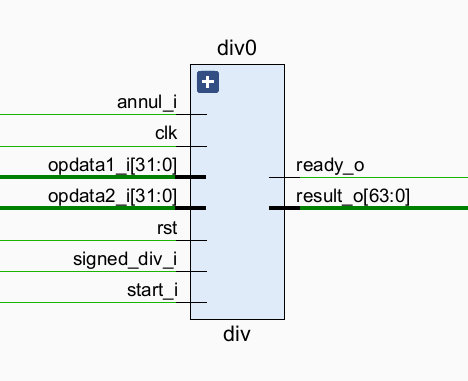 div0
annul_i
clk
opdata1_i[31:0]
opdata2_i[31:0]
rst
signed_div_i
start_i
ready_o
result_o[63:0]
div